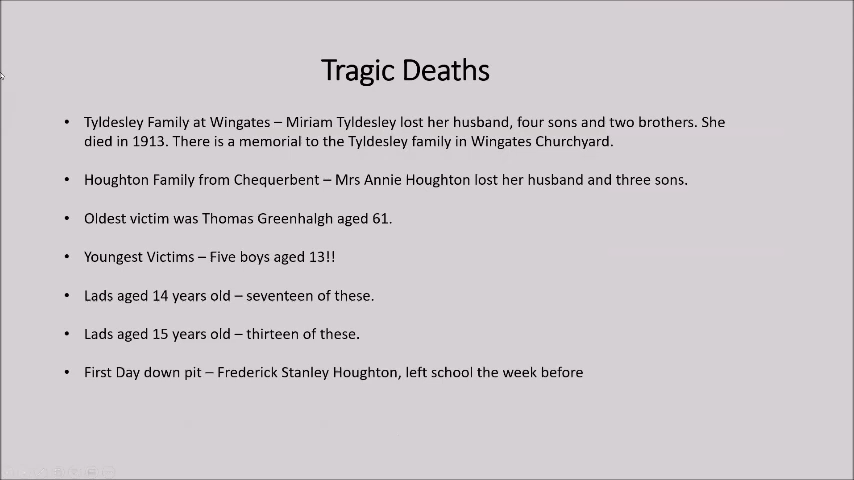 Tragic Deaths
• Tyldesley Family at Wingates – Miriam Tyldesley lost her husband, four sons and two brothers. She
died in 1913. There is a memorial to the Tyldesley family in Wingates Churchyard.
• Houghton Family from Chequerbent – Mrs Annie Houghton lost her husband and three sons.
• Oldest victim was Thomas Greenhalgh aged 61.
• Youngest Victims – Five boys aged 13!!
• Lads aged 14 years old – seventeen of these.
• Lads aged 15 years old – thirteen of these.
• First Day down pit – Frederick Stanley Houghton, left school the week before